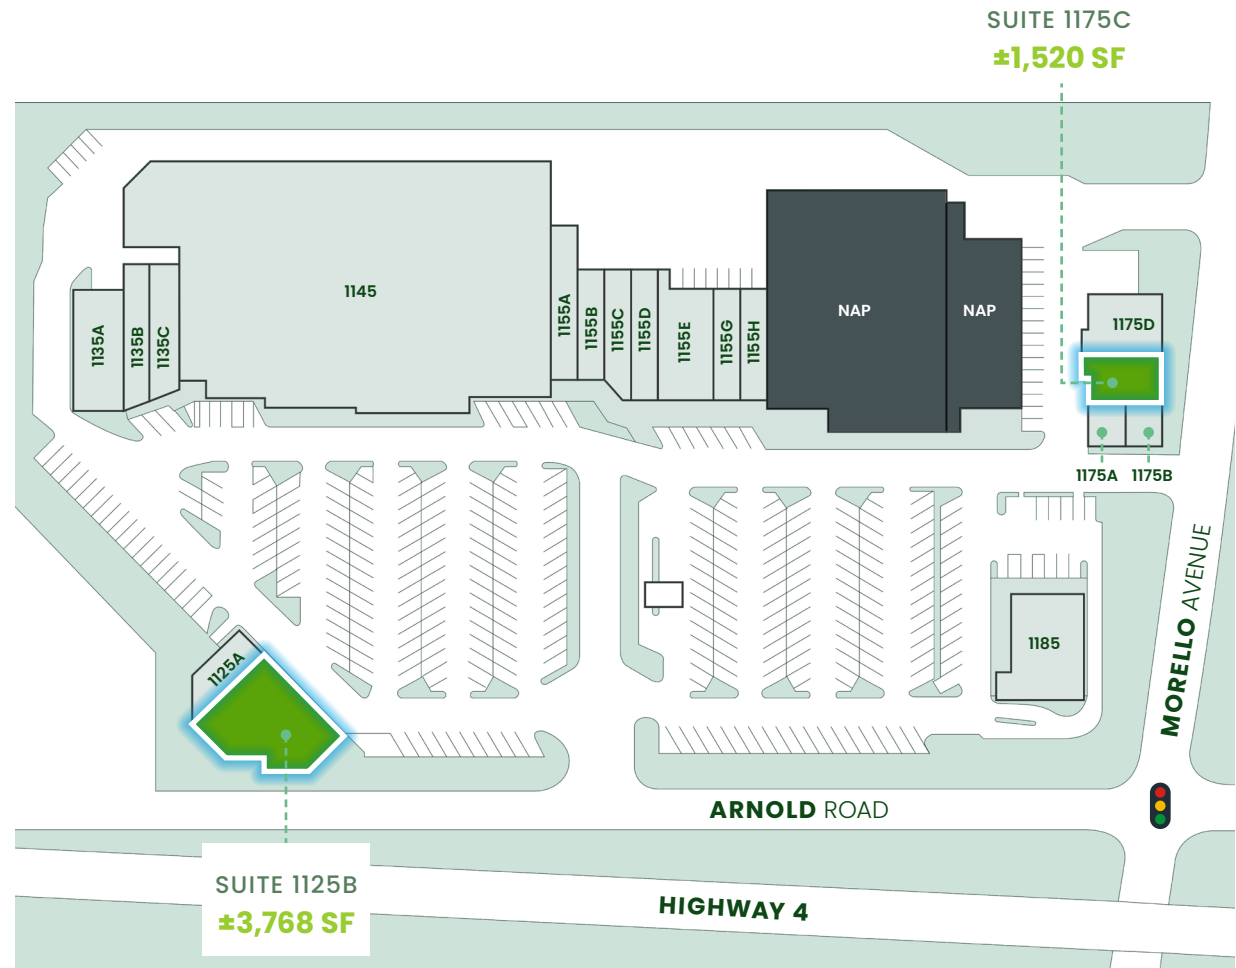 SUITE 1175C
±1,520 SF
1145
NAP
NAP
1135A
1135B
1135C
1155A
1155B
1155C
1155D
1155E
1155G
1155H
1175D
1175A
1175B
1185
1125A
MORELLO AVENUE
ARNOLD ROAD
SUITE 1125B
±3,768 SF
HIGHWAY 4